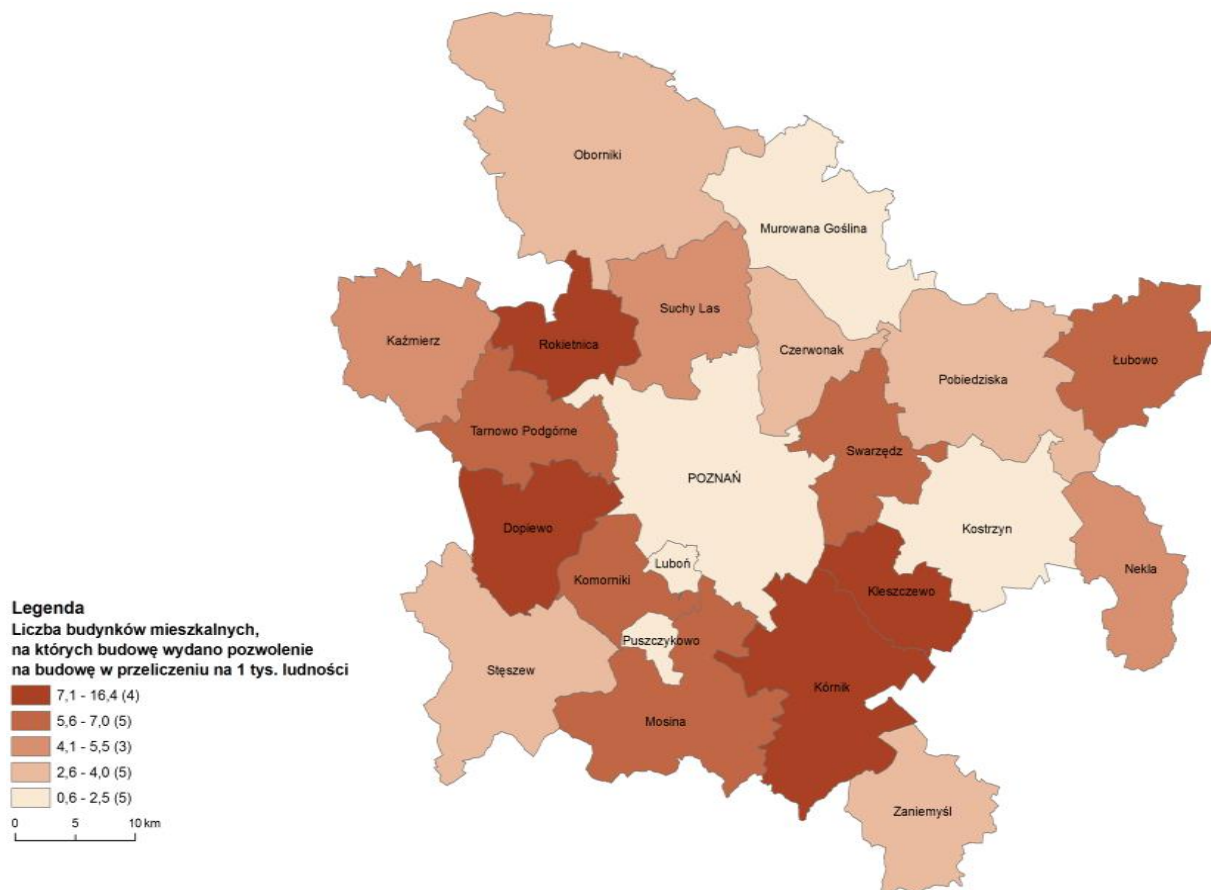 Oborniki
Murowana Goślina
Suchy Las
Kaźmierz
Rokietnica
Czerwonak
Pobiedziska
Łubowo
Tarnowo Podgórne
Swarzędz
POZNAŃ
Kostrzyn
Dopiewo
Luboń
Komorniki
Nekla
Kleszczewo
Puszczykowo
Stęszew
Kórnik
Mosina
Zaniemyśl
Legenda
Liczba budynków mieszkalnych,
na których budowę wydano pozwolenie
na budowę w przeliczeniu na 1 tys. ludności
7,1 - 16,4 (4)
5,6 - 7,0 (5)
4,1 - 5,5 (3)
2,6 - 4,0 (5)
0,6 - 2,5 (5)
0 5 10 km